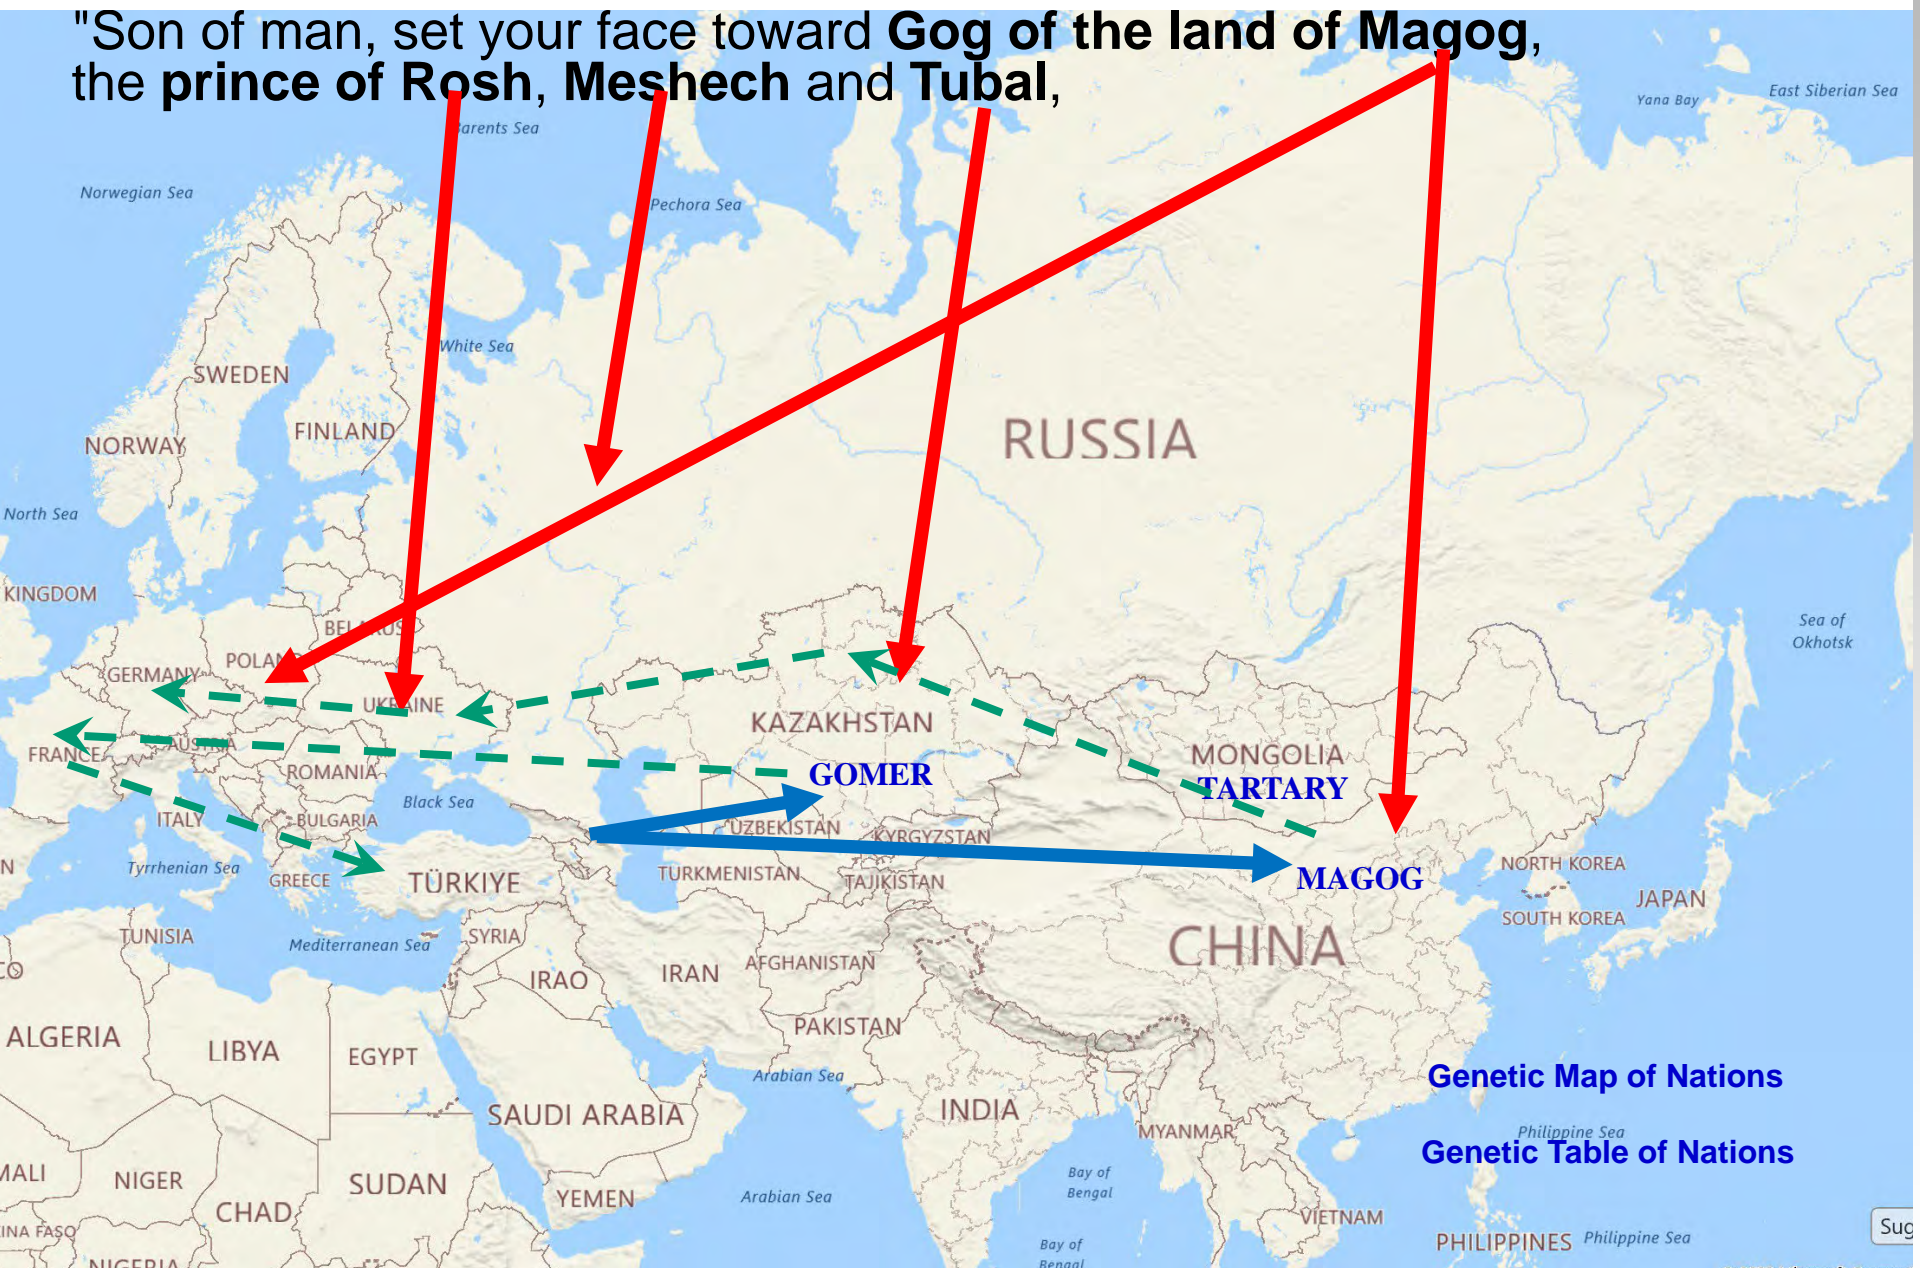 "Son of man, set your face toward Gog of the land of Magog,
the prince of Rosh, Meshech and Tubal,
Yana Bay
East Siberian Sea
Barents Sea
Norwegian Sea
Pechora Sea
White Sea
SWEDEN
NORWAY
FINLAND
RUSSIA
North Sea
KINGDOM
BELARUS
Sea of
Okhotsk
GERMANY
POLAND
UKRAINE
KAZAKHSTAN
FRANCE
AUSTRIA
ROMANIA
MONGOLIA
GOMER
TARTARY
Black Sea
ITALY
BULGARIA
UZBEKISTAN
KYRGYZSTAN
Tyrrhenian Sea
GREECE
TÜRKIYE
TURKMENISTAN
TAJIKISTAN
MAGOG
NORTH KOREA
JAPAN
SOUTH KOREA
TUNISIA
Mediterranean Sea
SYRIA
CHINA
IRAQ
IRAN
AFGHANISTAN
ALGERIA
LIBYA
EGYPT
PAKISTAN
Arabian Sea
Genetic Map of Nations
SAUDI ARABIA
INDIA
MYANMAR
Philippine Sea
Genetic Table of Nations
MALI
NIGER
SUDAN
YEMEN
Arabian Sea
Bay of
Bengal
CHAD
VIETNAM
INA FASO
PHILIPPINES
Philippine Sea
Sug
NIGERIA
Bay of
Bengal